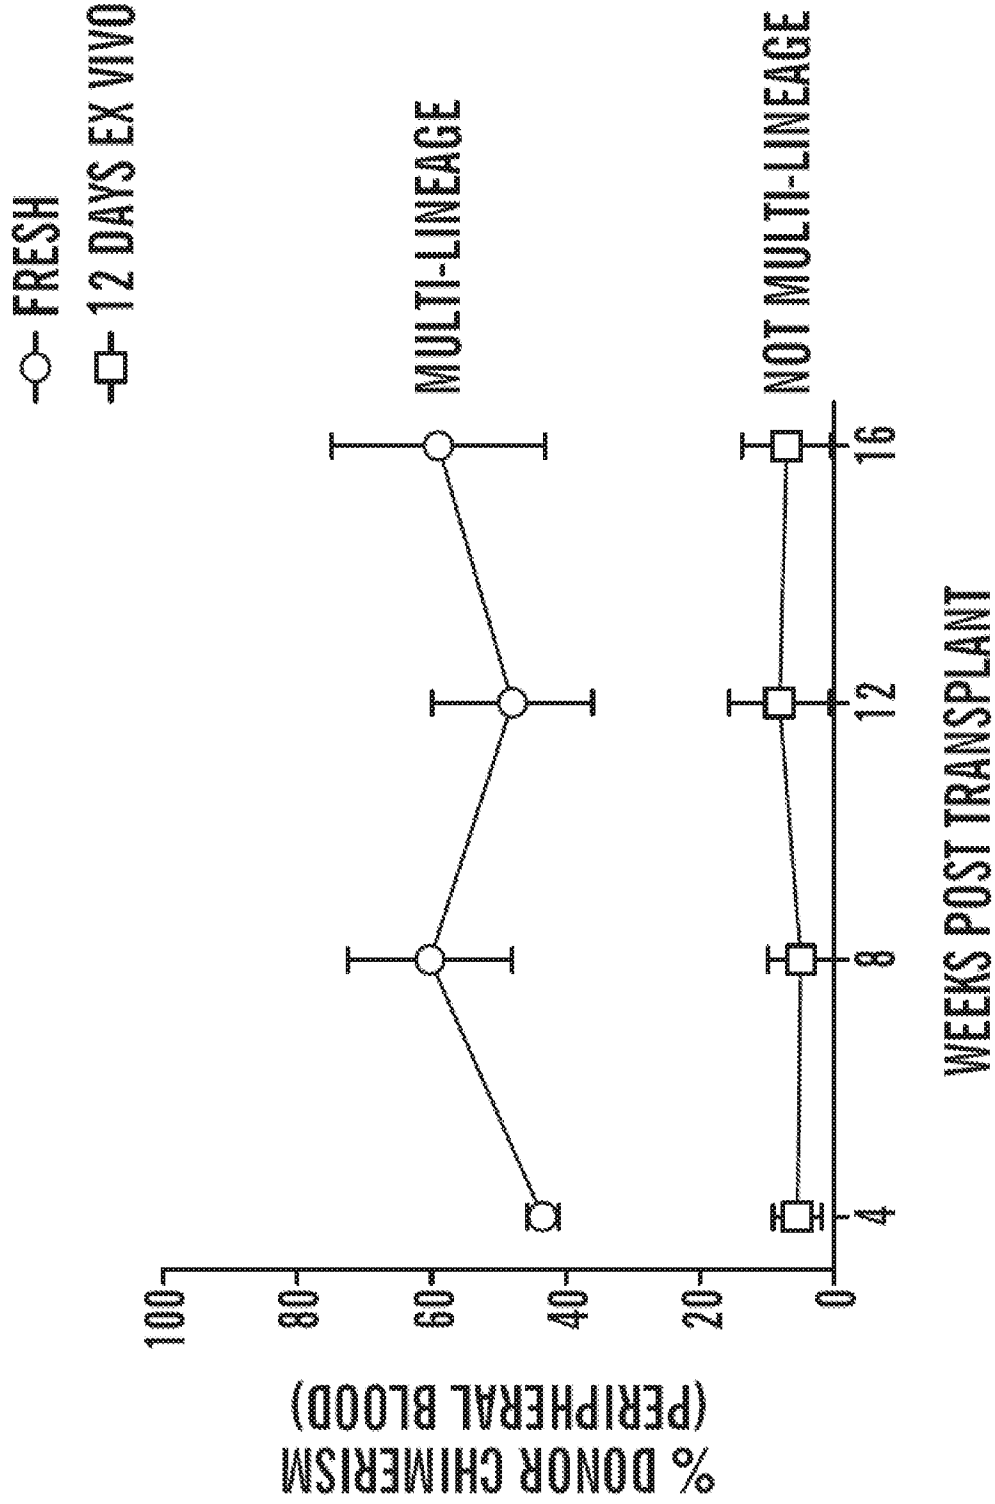 FRESH
12 DAYS EX VIVO
% DONOR CHIMERISM
(PERIPHERAL BLOOD)
100
80
60
40
20
0
MULTI-LINEAGE
NOT MULTI-LINEAGE
4 8 12 16
WEEKS POST TRANSPLANT